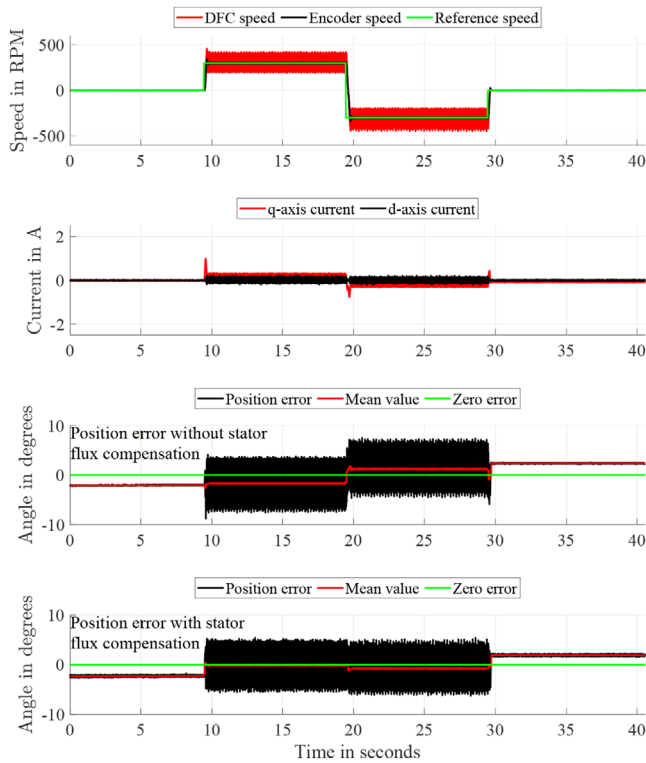 DFC speed Encoder speed Reference speed
500
0
-500
Speed in RPM
0 5 10 15 20 25 30 35 40
q-axis current d-axis current
2
0
-2
Current in A
0 5 10 15 20 25 30 35 40
Position error Mean value Zero error
10
0
-10
Angle in degrees
Position error without stator
flux compensation
0 5 10 15 20 25 30 35 40
Position error Mean value Zero error
10
0
-10
Angle in degrees
Position error with stator
flux compensation
0 5 10 15 20 25 30 35 40
Time in seconds